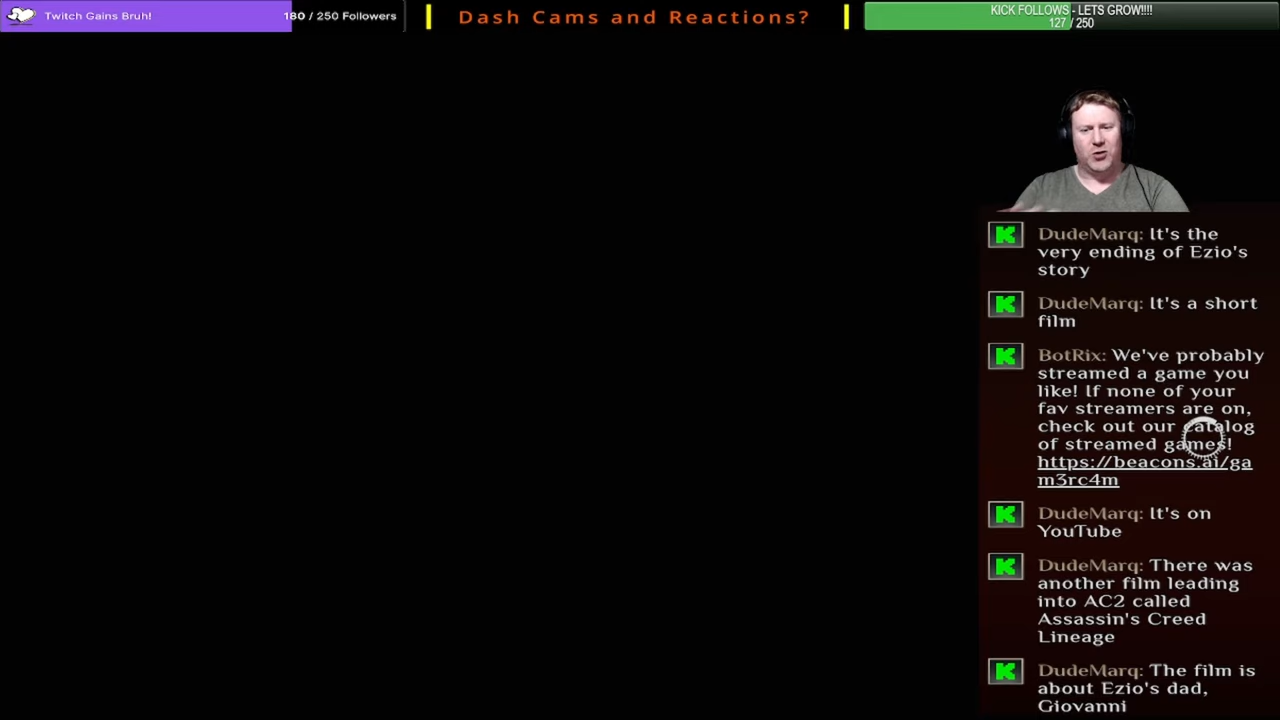 Twitch Gains Bruh!
180 / 250 Followers
Dash Cams and Reactions?
KICK FOLLOWS - LETS GROW!!!!
127 / 250
DudeMarq: It's the
very ending of Ezio's
story
DudeMarq: It's a short
film
BotRix: We've probably
streamed a game you
like! If none of your
fav streamers are on,
check out our catalog
of streamed games!
https://beacons.ai/ga
m3rc4m
DudeMarq: It's on
YouTube
DudeMarq: There was
another film leading
into AC2 called
Assassin's Creed
Lineage
DudeMarq: The film is
about Ezio's dad,
Giovanni